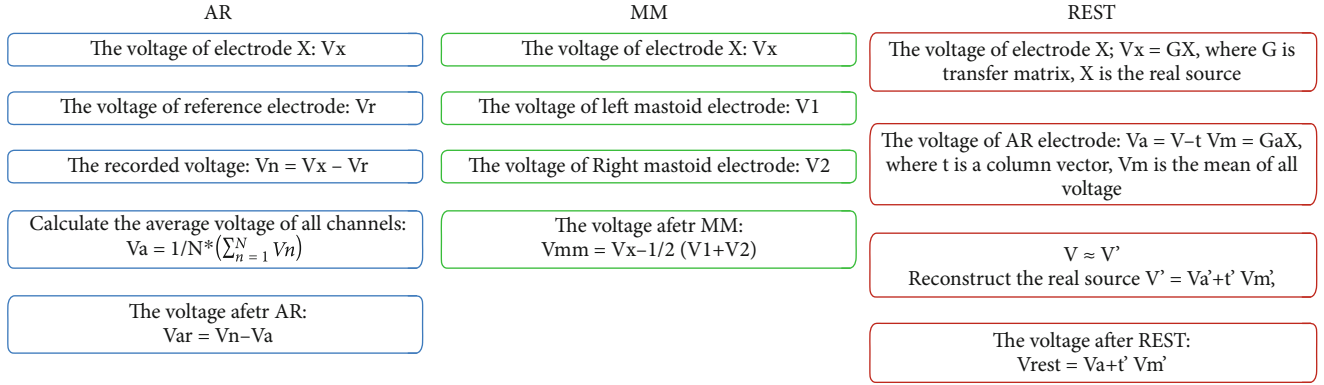 AR
The voltage of electrode X: Vx
The voltage of reference electrode: Vr
The recorded voltage: Vn = Vx – Vr
Calculate the average voltage of all channels:
Va = 1/N*(∑_{n = 1}^{N} Vn)
The voltage afetr AR:
Var = Vn–Va
MM
The voltage of electrode X: Vx
The voltage of left mastoid electrode: V1
The voltage of Right mastoid electrode: V2
The voltage afetr MM:
Vmm = Vx–1/2 (V1+V2)
REST
The voltage of electrode X; Vx = GX, where G is
transfer matrix, X is the real source
The voltage of AR electrode: Va = V–t Vm = GaX,
where t is a column vector, Vm is the mean of all
voltage
V ≈ V’
Reconstruct the real source V’ = Va’+t’ Vm’,
The voltage after REST:
Vrest = Va+t’ Vm’